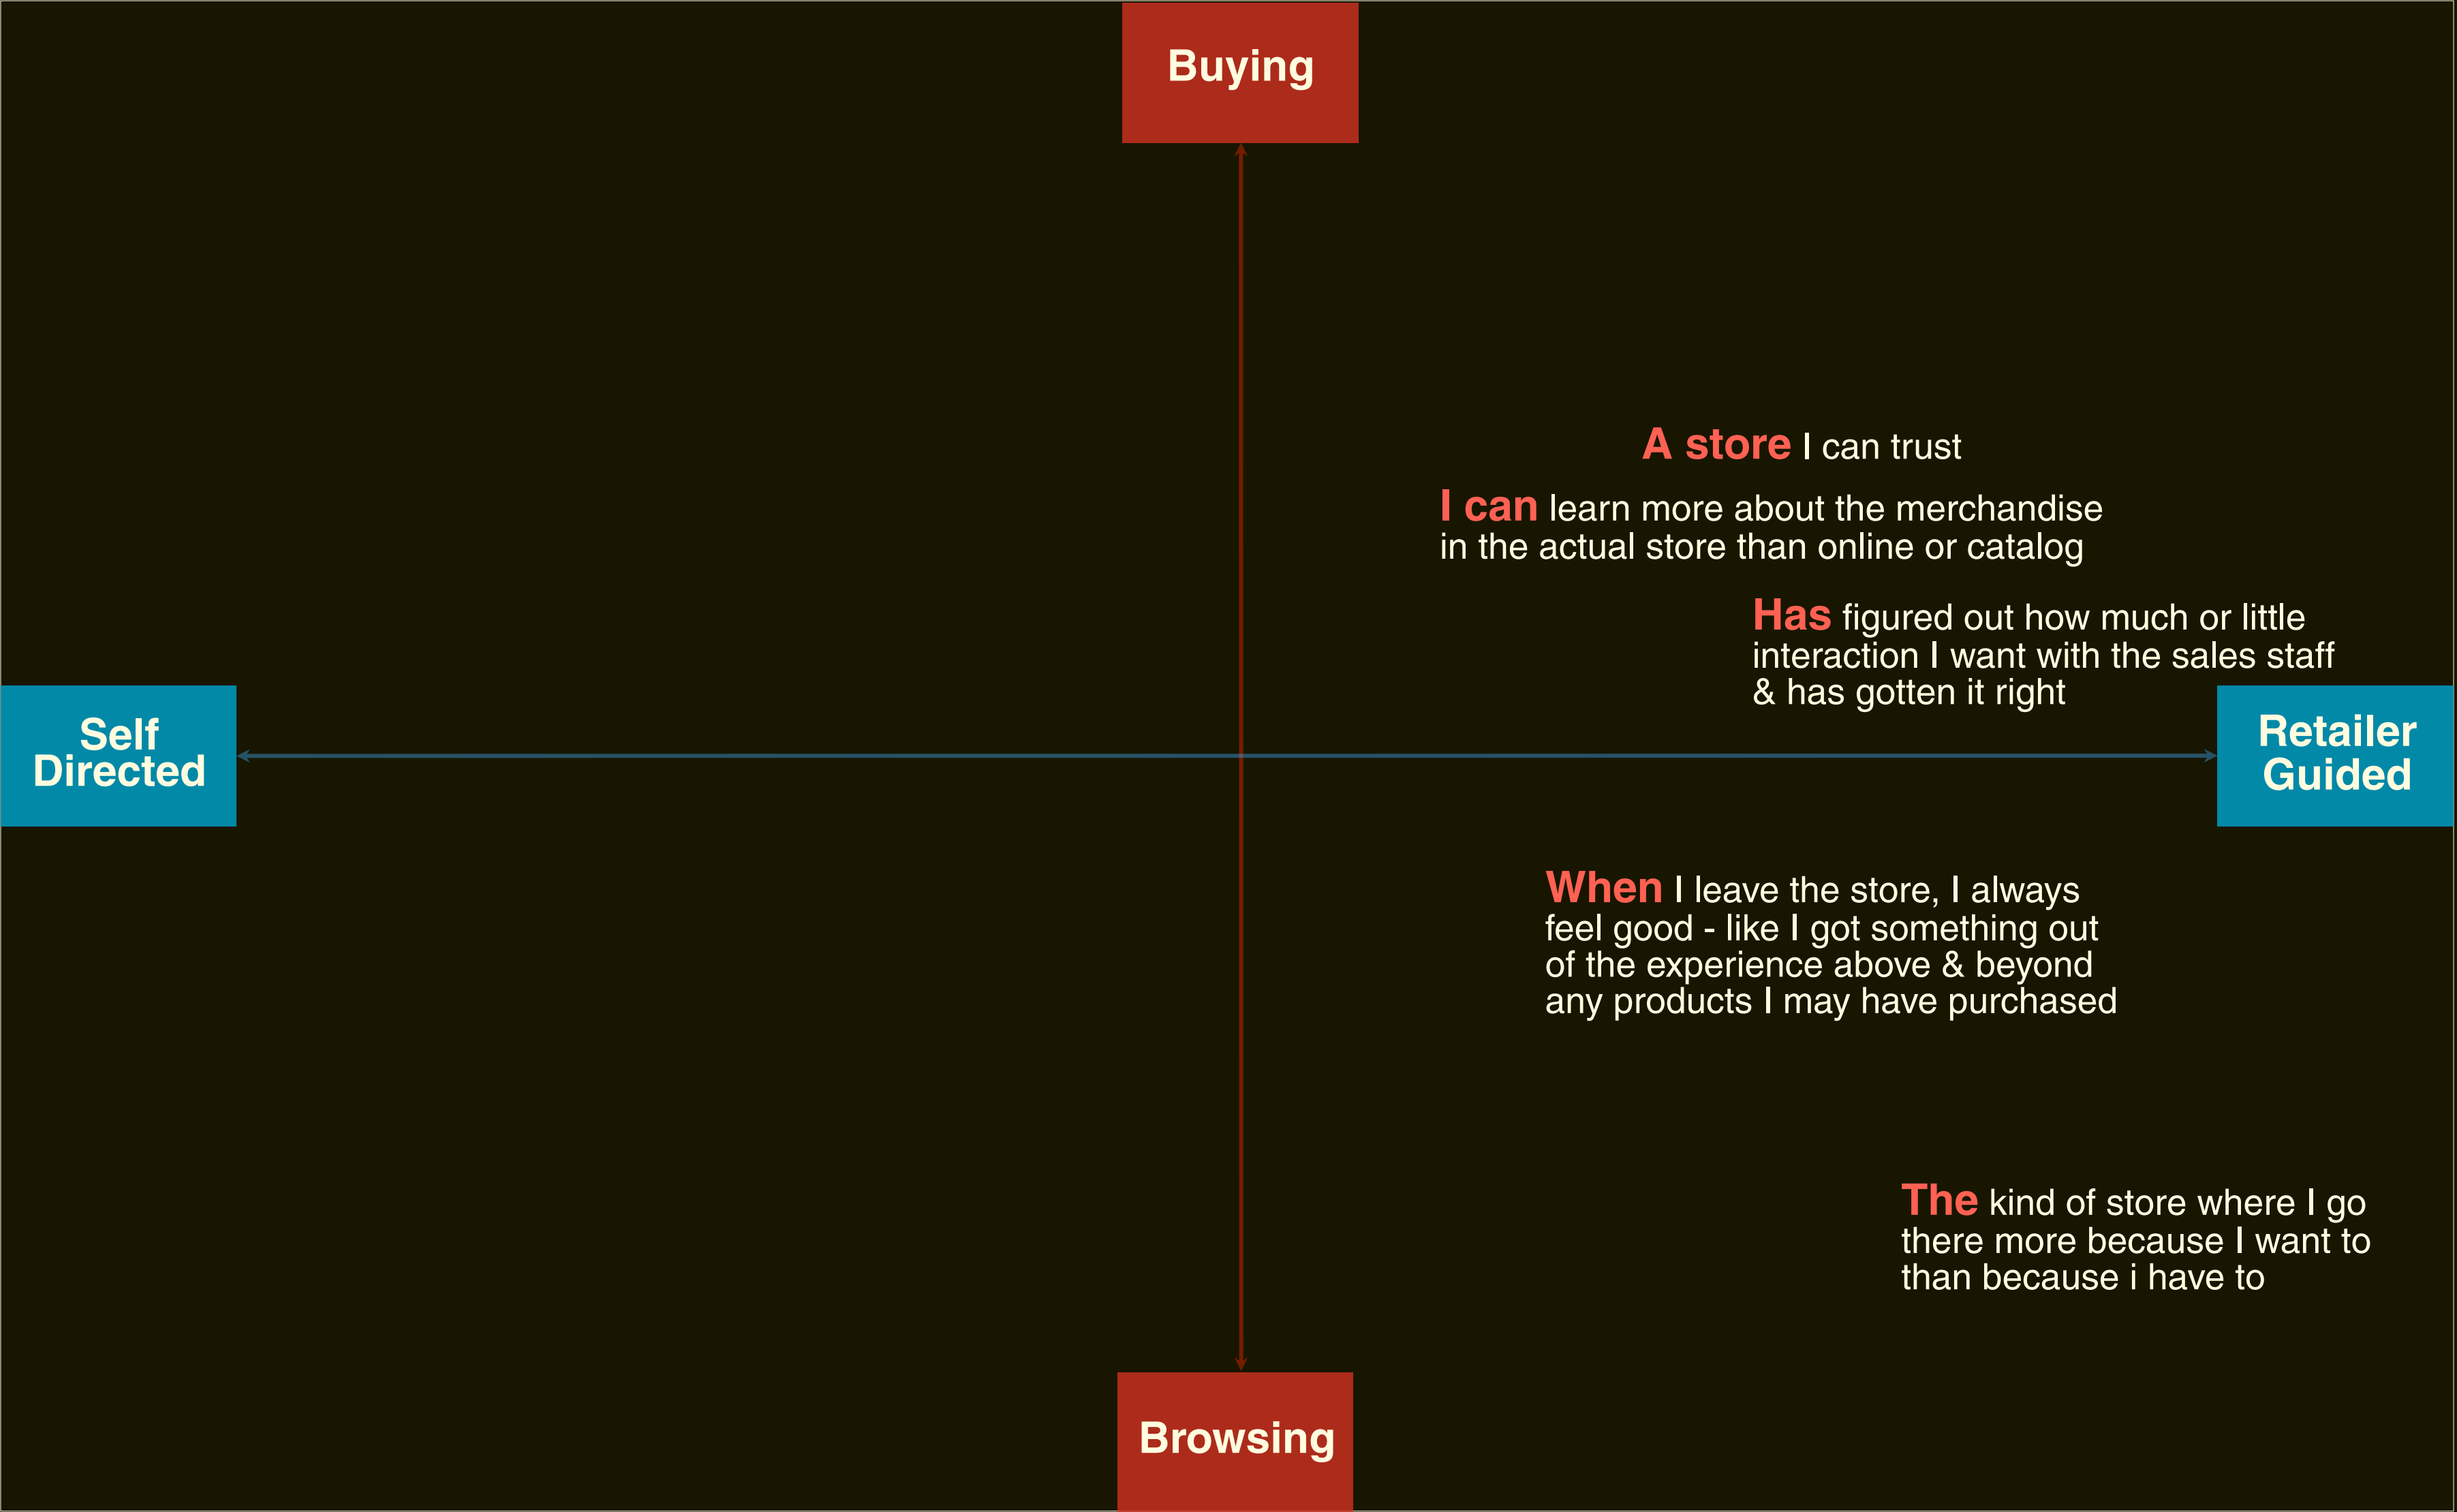 Buying
A store I can trust
I can learn more about the merchandise
in the actual store than online or catalog
Has figured out how much or little
interaction I want with the sales staff
& has gotten it right
Self
Directed
Retailer
Guided
When I leave the store, I always
feel good - like I got something out
of the experience above & beyond
any products I may have purchased
The kind of store where I go
there more because I want to
than because i have to
Browsing